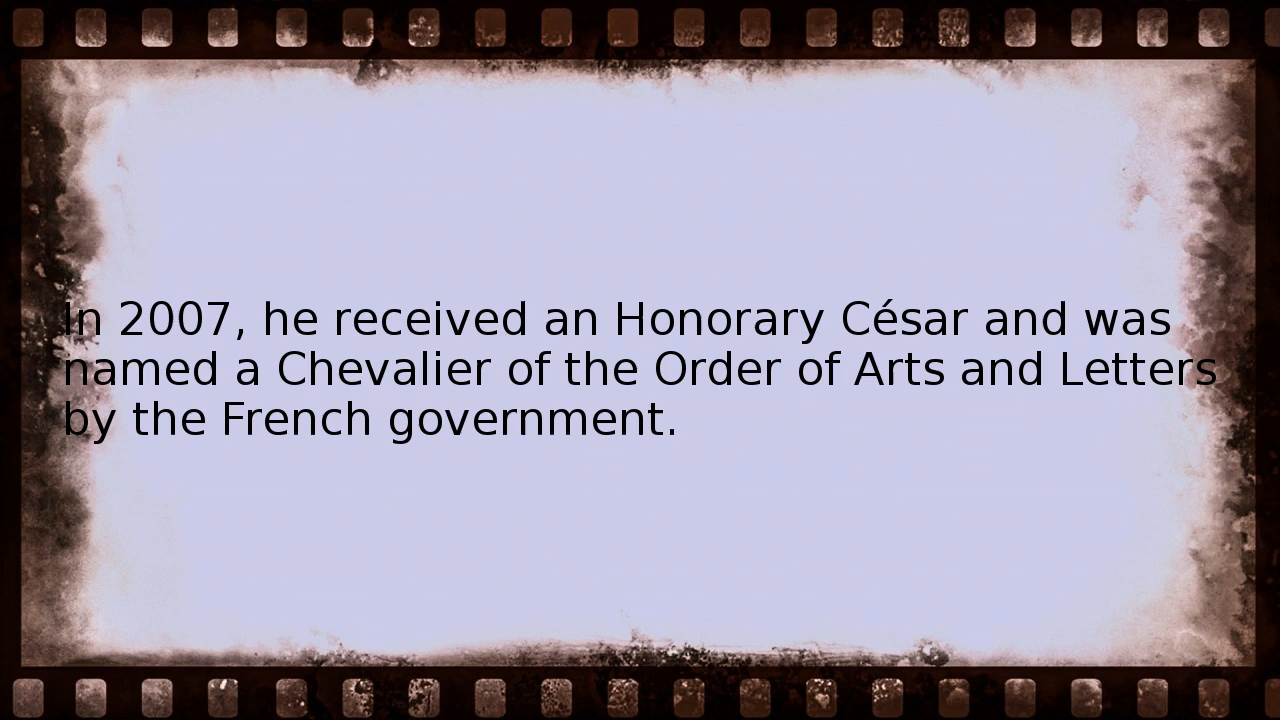 In 2007, he received an Honorary César and was
named a Chevalier of the Order of Arts and Letters
by the French government.